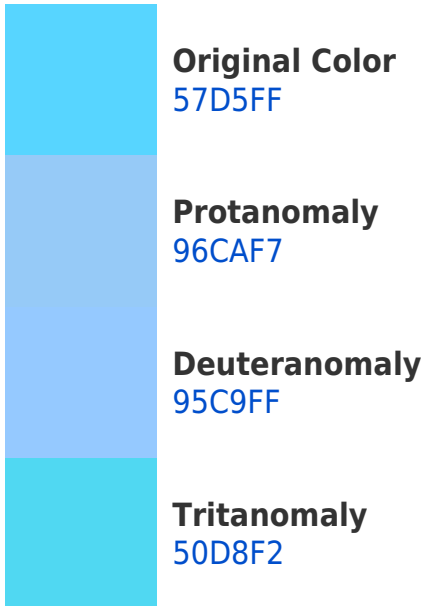 Original Color
57D5FF
Protanomaly
96CAF7
Deuteranomaly
95C9FF
Tritanomaly
50D8F2